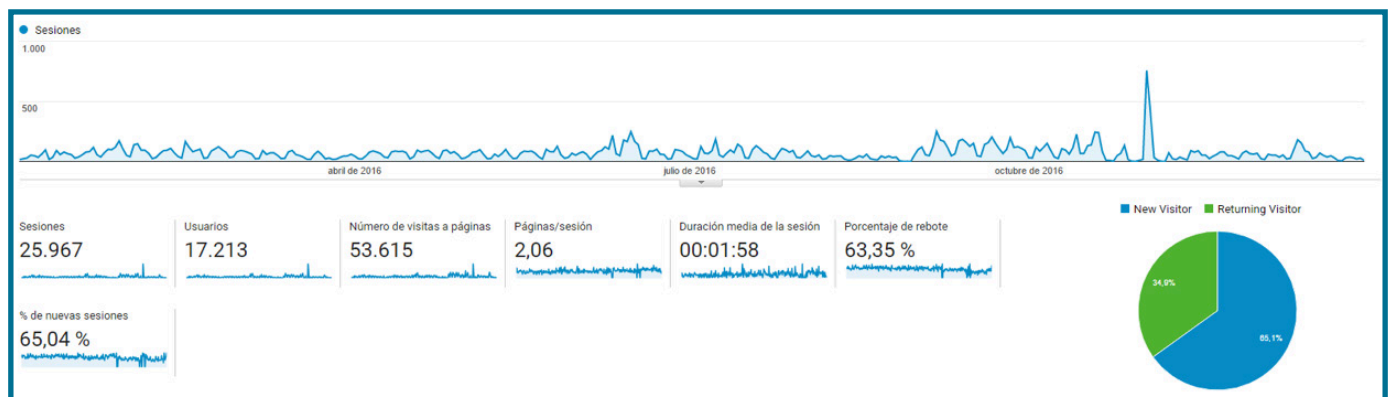 Sesiones
1.000
500
abril de 2016
julio de 2016
octubre de 2016
New Visitor
Returning Visitor
Sesiones
25.967
Usuarios
17.213
Número de visitas a páginas
53.615
Páginas/sesión
2,06
Duración media de la sesión
00:01:58
Porcentaje de rebote
63,35 %
% de nuevas sesiones
65,04 %
34,9%
65,1%